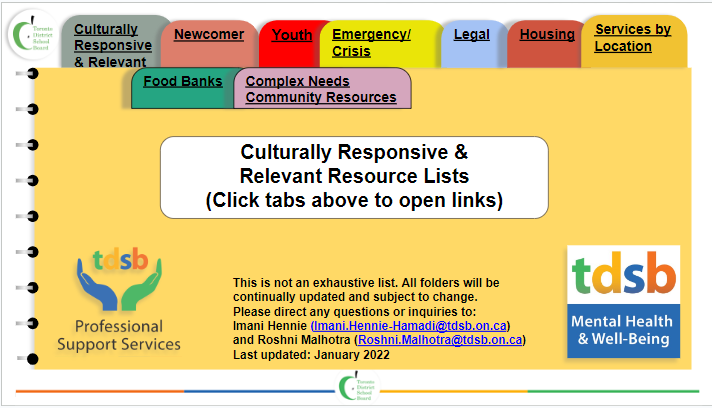 Toronto
District
School
Board
Culturally
Responsive
& Relevant
Newcomer
Youth
Emergency/
Crisis
Legal
Housing
Services by
Location
Food Banks
Complex Needs
Community Resources
Culturally Responsive &
Relevant Resource Lists
(Click tabs above to open links)
tdsb
Professional
Support Services
This is not an exhaustive list. All folders will be
continually updated and subject to change.
Please direct any questions or inquiries to:
Imani Hennie (Imani.Hennie-Hamadi@tdsb.on.ca)
and Roshni Malhotra (Roshni.Malhotra@tdsb.on.ca)
Last updated: January 2022
tdsb
Mental Health
& Well-Being
Toronto
District
School
Board